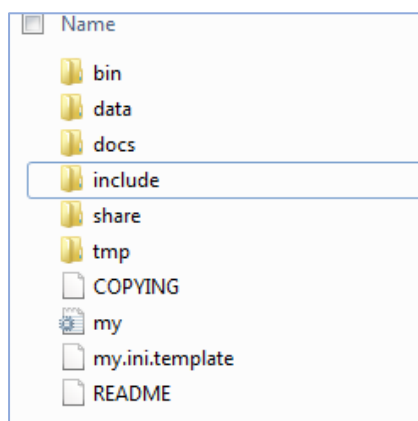 Name
bin
data
docs
include
share
tmp
COPYING
my
my.ini.template
README